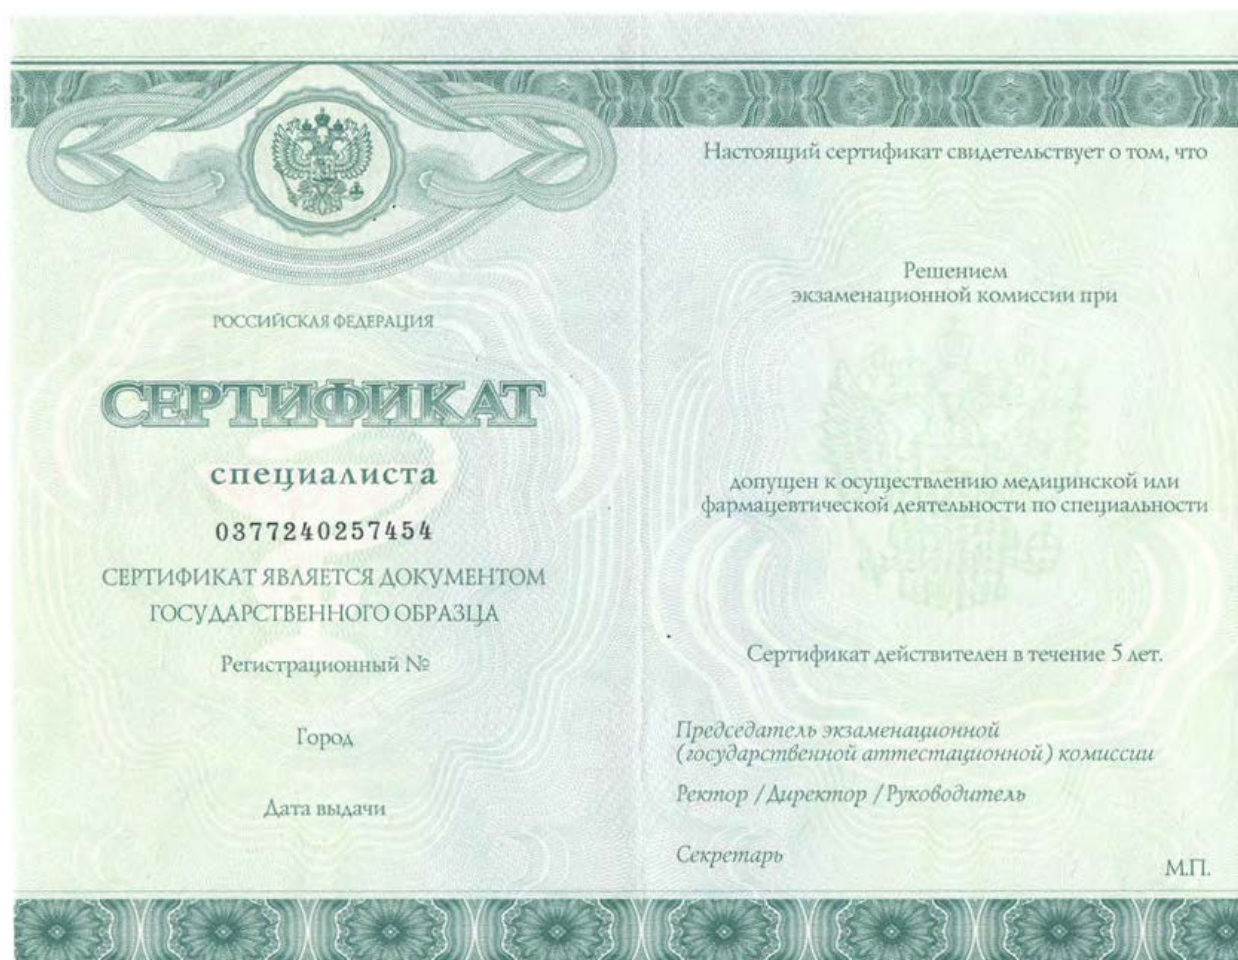 РОССИЙСКАЯ ФЕДЕРАЦИЯ
СЕРТИФИКАТ
специалиста
0377240257454
СЕРТИФИКАТ ЯВЛЯЕТСЯ ДОКУМЕНТОМ
ГОСУДАРСТВЕННОГО ОБРАЗЦА
Регистрационный №
Город
Дата выдачи
Настоящий сертификат свидетельствует о том, что
Решением
экзаменационной комиссии при
допущен к осуществлению медицинской или
фармацевтической деятельности по специальности
Сертификат действителен в течение 5 лет.
Председатель экзаменационной
(государственной аттестационной) комиссии
Ректор / Директор / Руководитель
Секретарь
М.П.